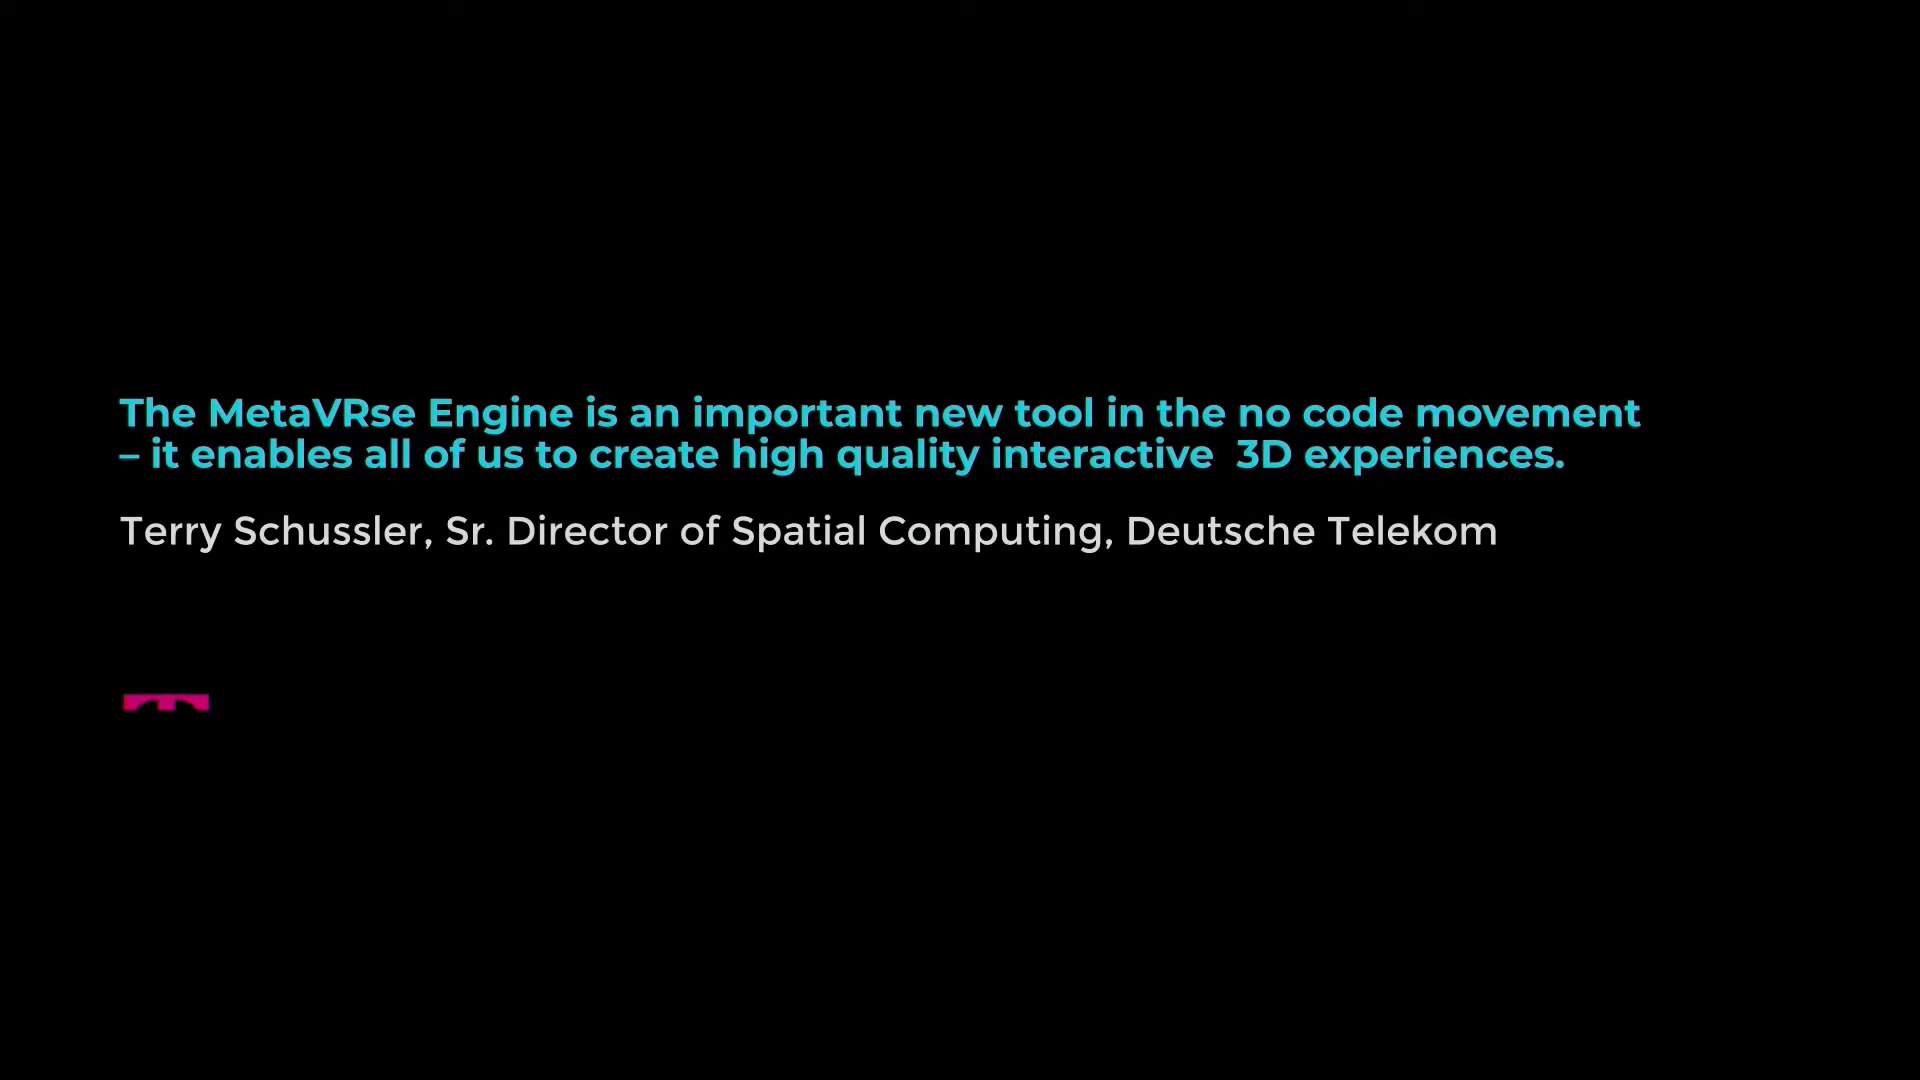 The MetaVRse Engine is an important new tool in the no code movement
– it enables all of us to create high quality interactive  3D experiences.
Terry Schussler, Sr. Director of Spatial Computing, Deutsche Telekom